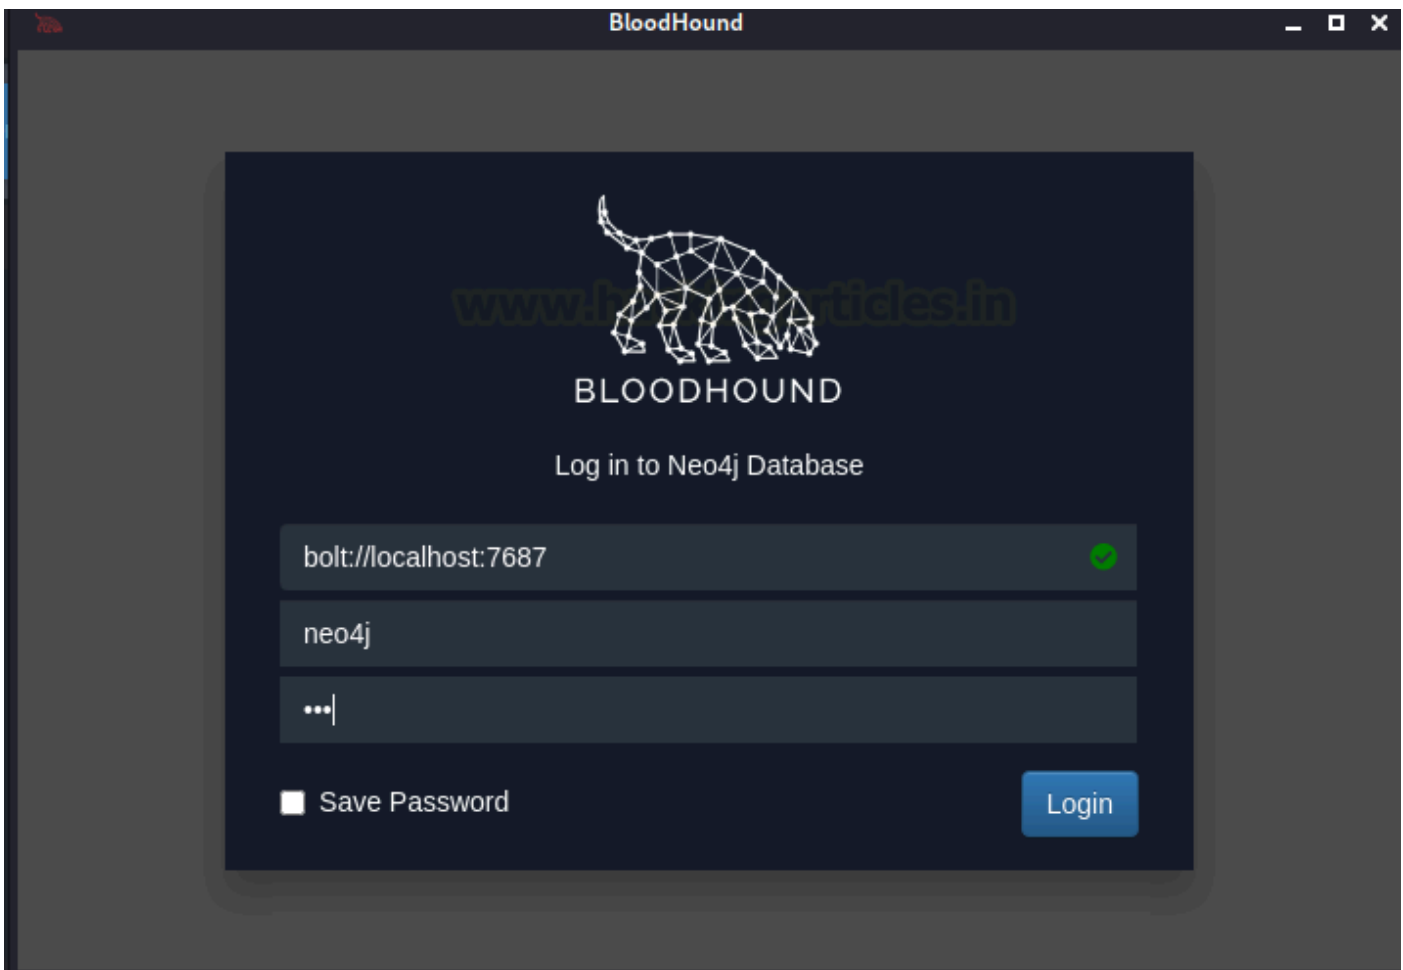 BloodHound
BLOODHOUND
Log in to Neo4j Database
bolt://localhost:7687
neo4j
•••
Save Password
Login